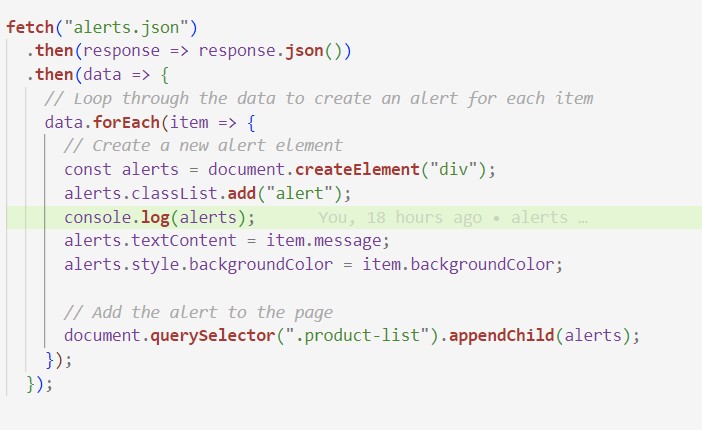 fetch("alerts.json")
.then(response => response.json())
.then(data => {
// Loop through the data to create an alert for each item
data.forEach(item => {
// Create a new alert element
const alerts = document.createElement("div");
alerts.classList.add("alert");
console.log(alerts); You, 18 hours ago • alerts …
alerts.textContent = item.message;
alerts.style.backgroundColor = item.backgroundColor;
// Add the alert to the page
document.querySelector(".product-list").appendChild(alerts);
});
});